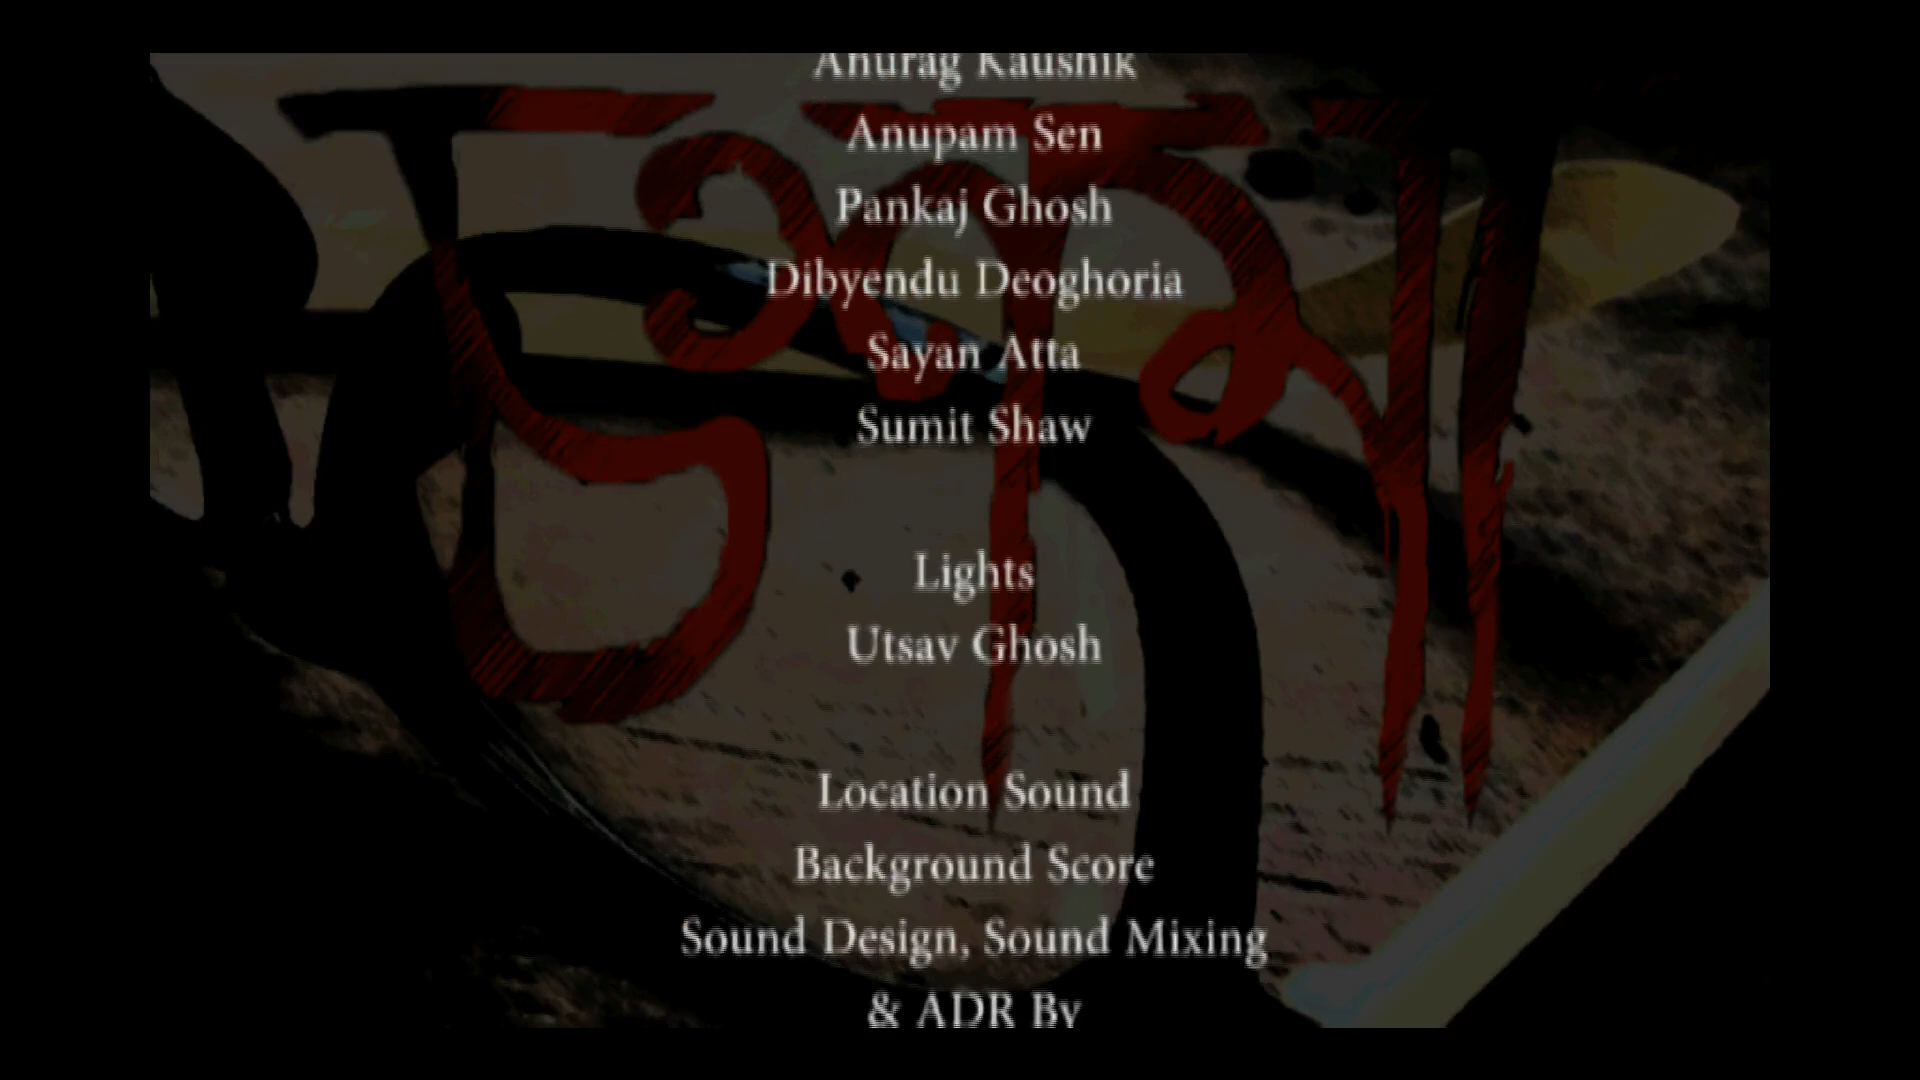 চশমা
Anurag Kaushik
Anupam Sen
Pankaj Ghosh
Dibyendu Deoghoria
Sayan Atta
Sumit Shaw
Lights
Utsav Ghosh
Location Sound
Background Score
Sound Design, Sound Mixing
& ADR By